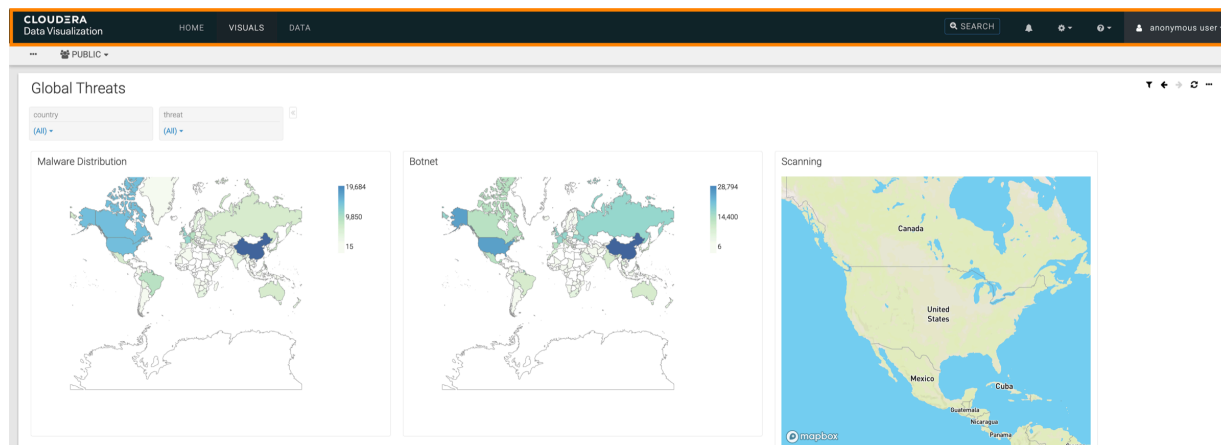 CLOUDERA
Data Visualization
HOME VISUALS DATA
SEARCH
anonymous user
PUBLIC
Global Threats
country
(All)
threat
(All)
Malware Distribution
19,684
9,850
15
Botnet
28,794
14,400
6
Scanning
Canada
United
States
Mexico
Cuba
Guatemala
Nicaragua
Panama
mapbox